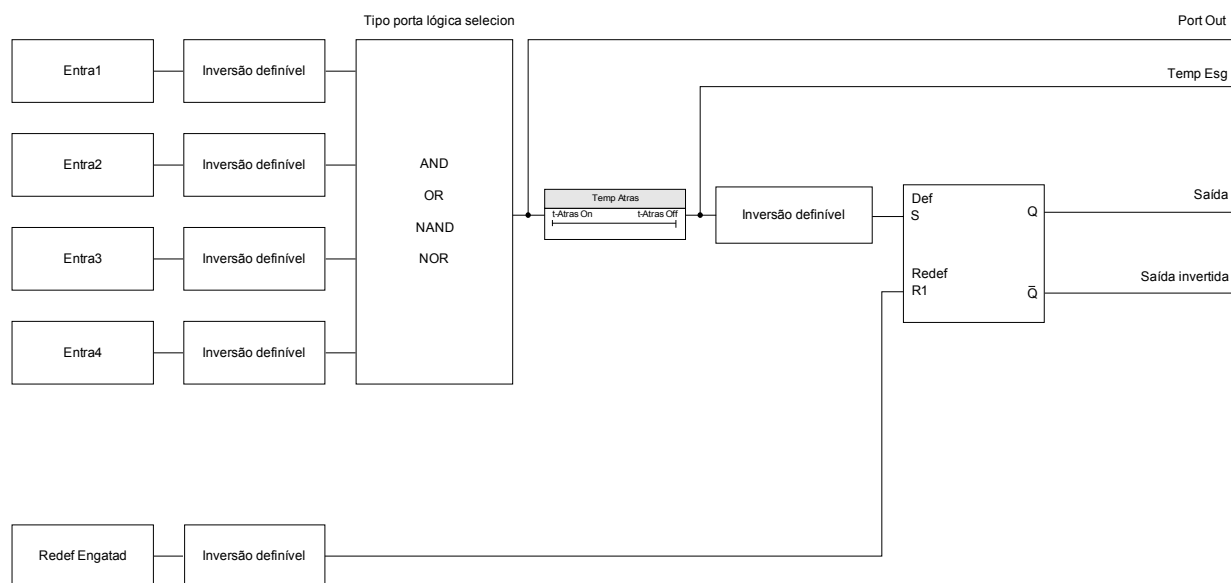 Tipo porta lógica selecion
Port Out
Entra1
Inversão definível
Temp Esg
Entra2
Inversão definível
AND
OR
NAND
NOR
Temp Atras
t-Atras On
t-Atras Off
Inversão definível
Def
S
Q
Saída
Entra3
Inversão definível
Redef
R1
Q̅
Saída invertida
Entra4
Inversão definível
Redef Engatad
Inversão definível